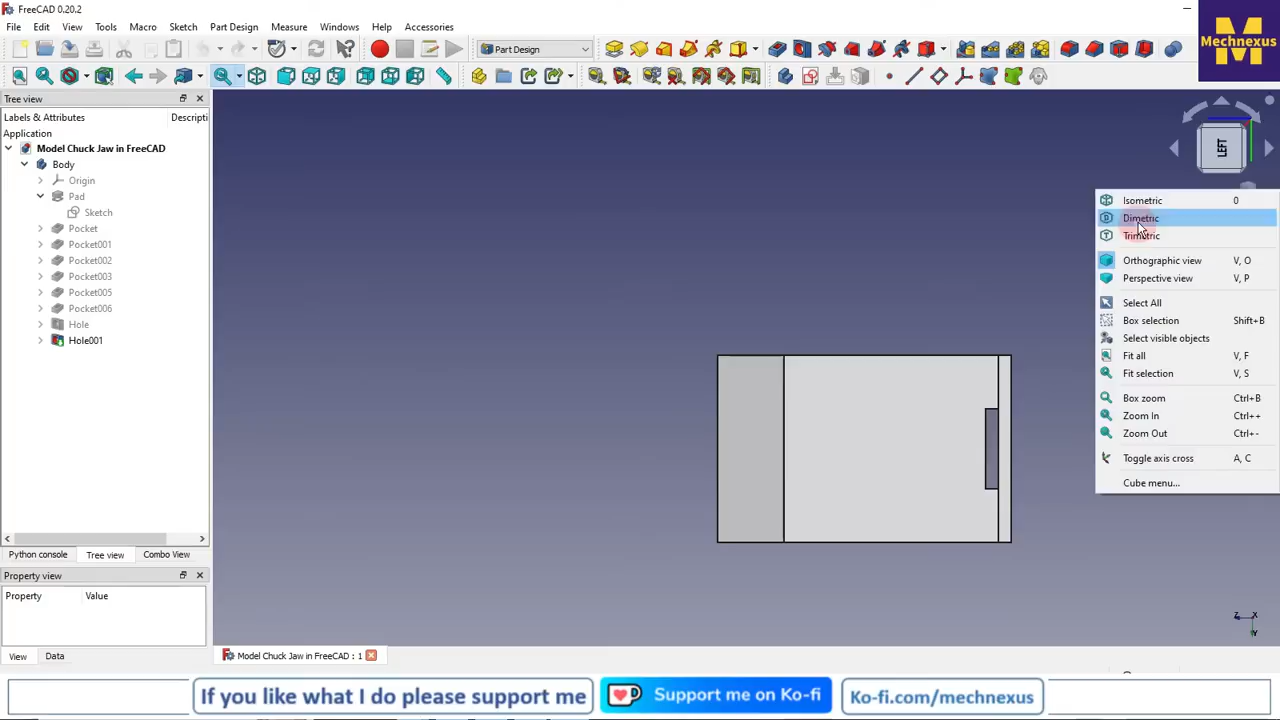 FreeCAD 0.20.2
File Edit View Tools Macro Sketch Part Design Measure Windows Help Accessories
Mechnexus
Part Design
Tree view
Labels & Attributes Descripti
Application
Model Chuck Jaw in FreeCAD
Body
Origin
Pad
Sketch
Pocket
Pocket001
Pocket002
Pocket003
Pocket005
Pocket006
Hole
Hole001
LEFT
Isometric 0
Dimetric
Trimetric
Orthographic view V, O
Perspective view V, P
Select All
Box selection Shift+B
Select visible objects
Fit all V, F
Fit selection V, S
Box zoom Ctrl+B
Zoom In Ctrl++
Zoom Out Ctrl+-
Toggle axis cross A, C
Cube menu...
Python console Tree view Combo View
Property view
Property Value
Z X
Y
View Data
Model Chuck Jaw in FreeCAD : 1
If you like what I do please support me Support me on Ko-fi Ko-fi.com/mechnexus